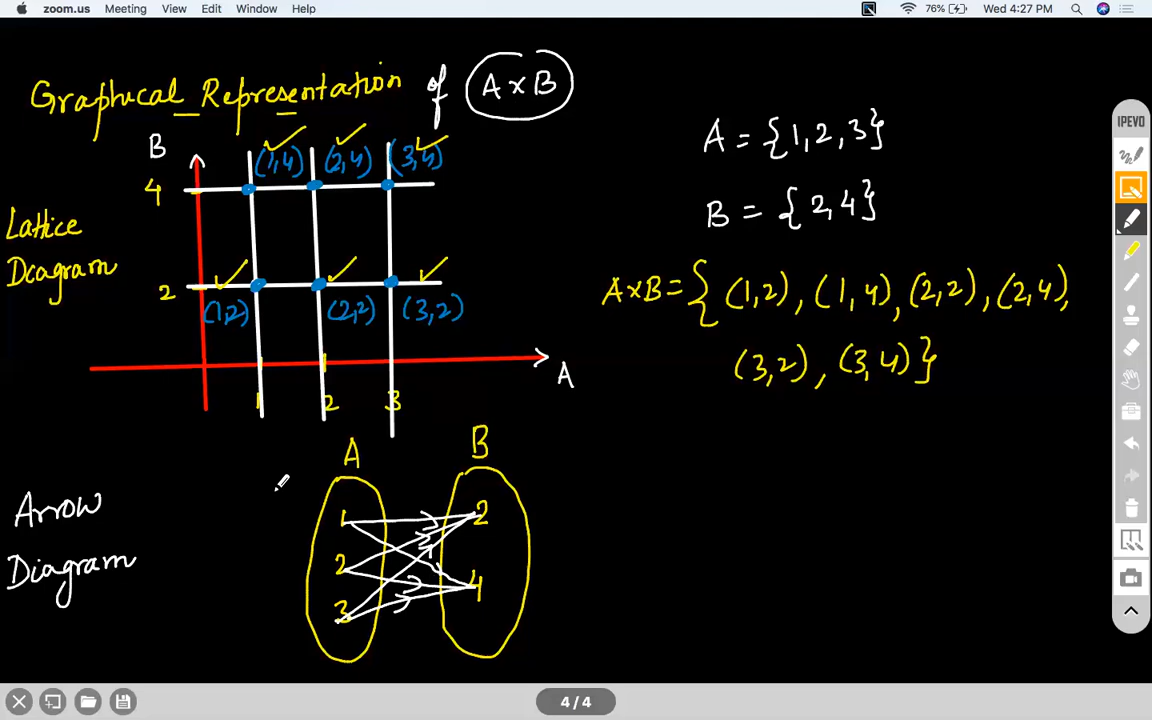 zoom.us Meeting View Edit Window Help
76% Wed 4:27 PM
Graphical Representation of A×B
B
(1,4) (2,4) (3,4)
4
Lattice
Dcagram
2
(1,2) (2,2) (3,2)
A
1 2 3
A = {1,2,3}
B = {2,4}
A×B = { (1,2), (1,4), (2,2), (2,4),
(3,2), (3,4)}
Arrow
Diagram
A B
1 2
2 4
3
IPEVO
4/4